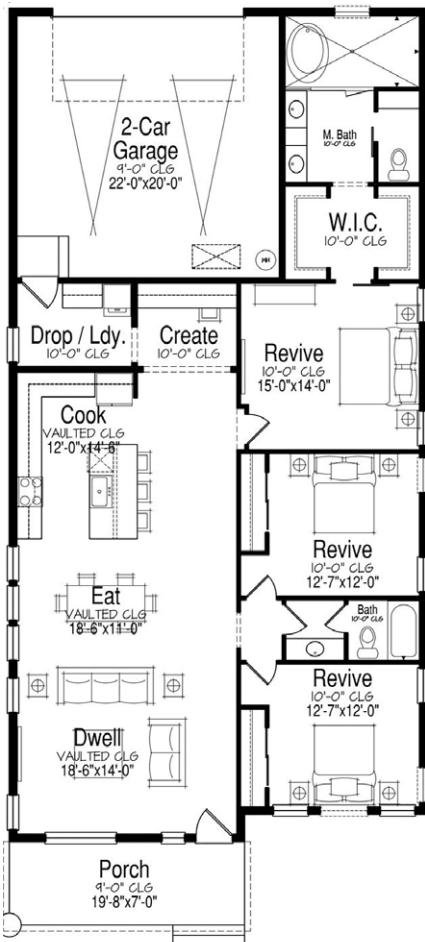 2-Car
Garage
9'-0" CLG
22'-0"x20'-0"
M. Bath
10'-0" CLG
W.I.C.
10'-0" CLG
WH
Drop / Ldy.
10'-0" CLG
Create
10'-0" CLG
Revive
10'-0" CLG
15'-0"x14'-0"
Cook
VAULTED CLG
12'-0"x14'-6"
Revive
10'-0" CLG
12'-7"x12'-0"
Eat
VAULTED CLG
18'-6"x11'-0"
Bath
10'-0" CLG
Revive
10'-0" CLG
12'-7"x12'-0"
Dwell
VAULTED CLG
18'-6"x14'-0"
Porch
9'-0" CLG
19'-8"x7'-0"